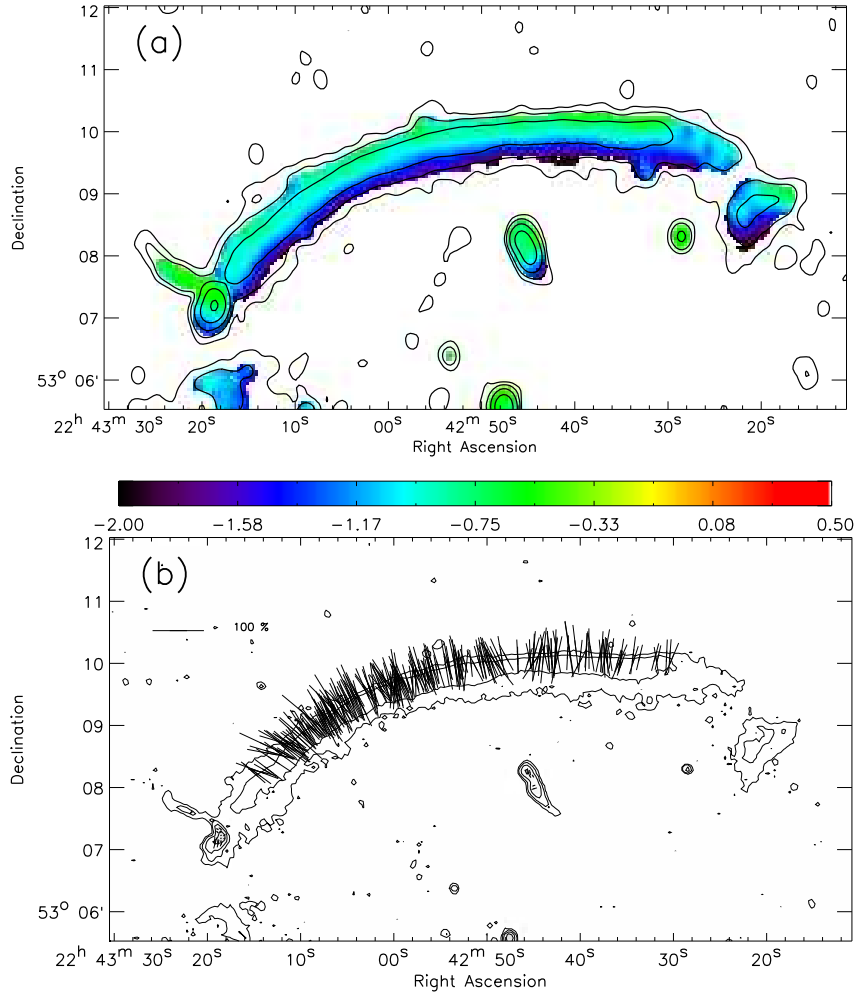 (a)
12
11
10
09
08
07
53° 06'
Declination
22ʰ 43ᵐ 30ˢ 20ˢ 10ˢ 00ˢ 42ᵐ 50ˢ 40ˢ 30ˢ 20ˢ
Right Ascension
−2.00 −1.58 −1.17 −0.75 −0.33 0.08 0.50
(b)
100 %
12
11
10
09
08
07
53° 06'
Declination
22ʰ 43ᵐ 30ˢ 20ˢ 10ˢ 00ˢ 42ᵐ 50ˢ 40ˢ 30ˢ 20ˢ
Right Ascension